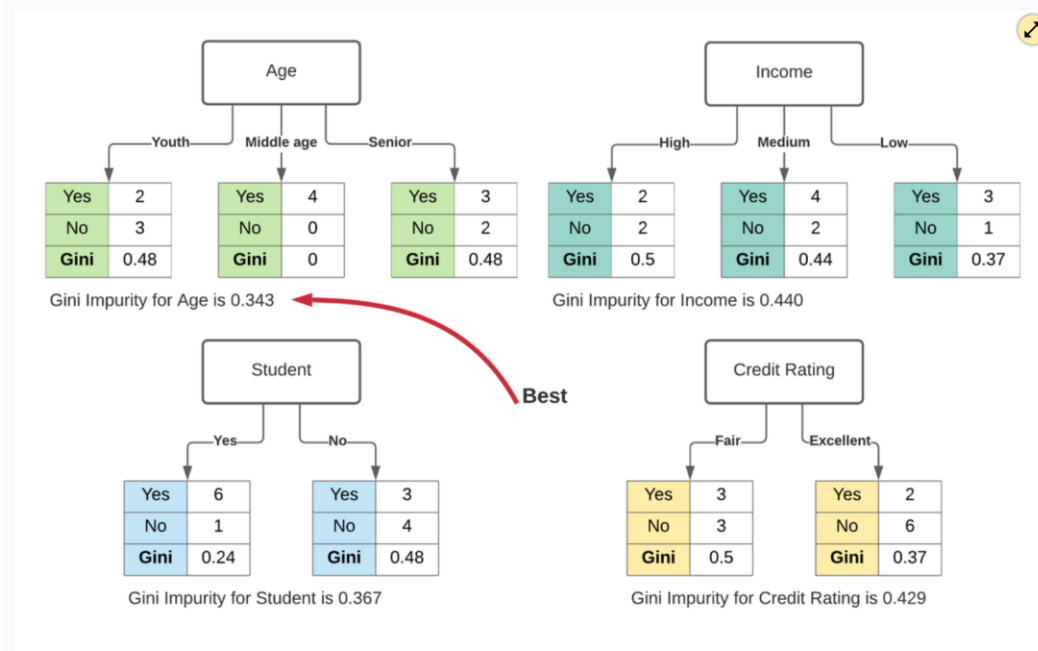 Age
Income
Youth
Middle age
Senior
High
Medium
Low
Yes 2
Yes 4
Yes 3
Yes 2
Yes 4
Yes 3
No 3
No 0
No 2
No 2
No 2
No 1
Gini 0.48
Gini 0
Gini 0.48
Gini 0.5
Gini 0.44
Gini 0.37
Gini Impurity for Age is 0.343
Gini Impurity for Income is 0.440
Student
Credit Rating
Best
Yes
No
Fair
Excellent
Yes 6
Yes 3
Yes 3
Yes 2
No 1
No 4
No 3
No 6
Gini 0.24
Gini 0.48
Gini 0.5
Gini 0.37
Gini Impurity for Student is 0.367
Gini Impurity for Credit Rating is 0.429